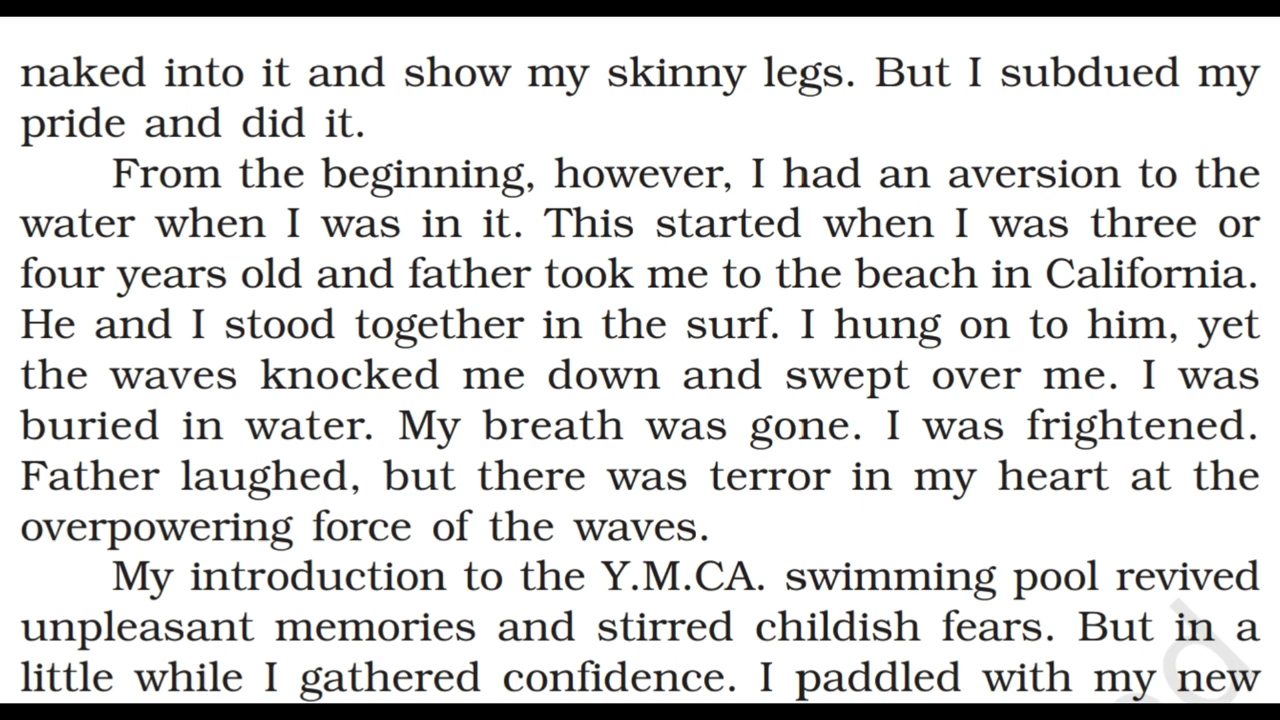 naked into it and show my skinny legs. But I subdued my
pride and did it.
From the beginning, however, I had an aversion to the
water when I was in it. This started when I was three or
four years old and father took me to the beach in California.
He and I stood together in the surf. I hung on to him, yet
the waves knocked me down and swept over me. I was
buried in water. My breath was gone. I was frightened.
Father laughed, but there was terror in my heart at the
overpowering force of the waves.
My introduction to the Y.M.CA. swimming pool revived
unpleasant memories and stirred childish fears. But in a
little while I gathered confidence. I paddled with my new